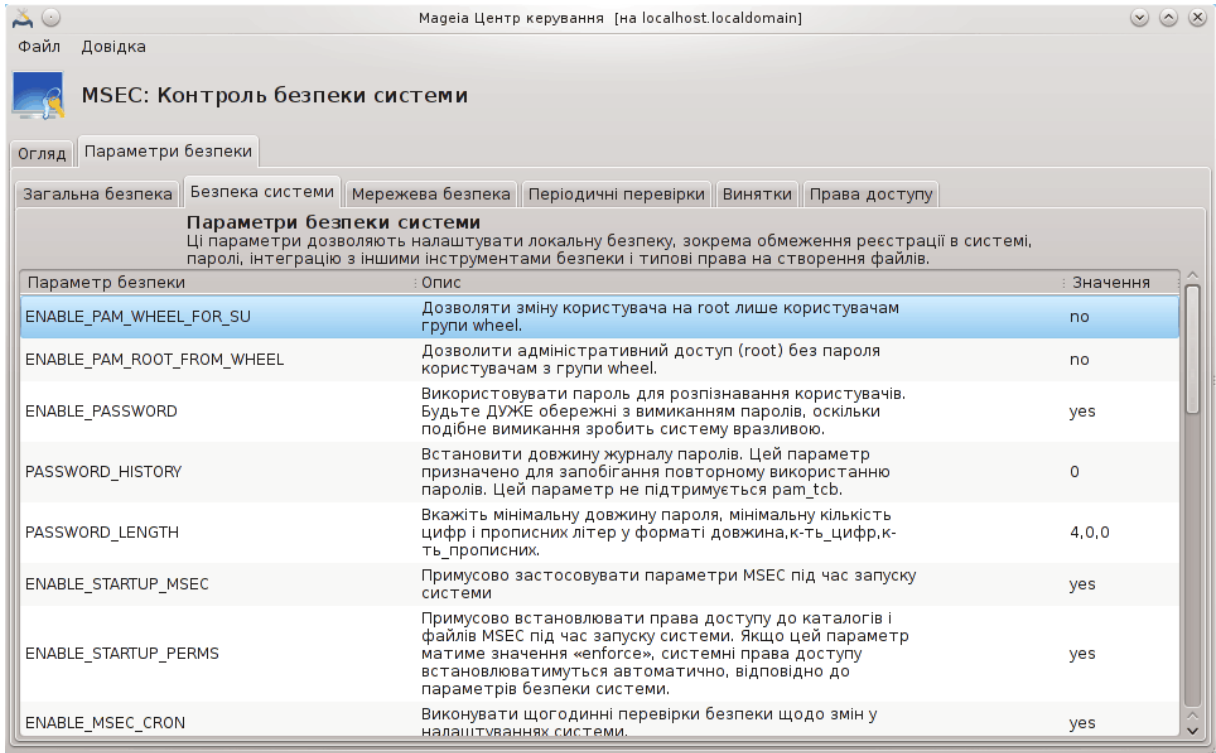 Mageia Центр керування [на localhost.localdomain]
Файл Довідка
MSEC: Контроль безпеки системи
Огляд Параметри безпеки
Загальна безпека Безпека системи Мережева безпека Періодичні перевірки Винятки Права доступу
Параметри безпеки системи
Ці параметри дозволяють налаштувати локальну безпеку, зокрема обмеження реєстрації в системі,
паролі, інтеграцію з іншими інструментами безпеки і типові права на створення файлів.
Параметр безпеки Опис Значення
ENABLE_PAM_WHEEL_FOR_SU
Дозволяти зміну користувача на root лише користувачам
групи wheel.
no
ENABLE_PAM_ROOT_FROM_WHEEL
Дозволити адміністративний доступ (root) без пароля
користувачам з групи wheel.
no
ENABLE_PASSWORD
Використовувати пароль для розпізнавання користувачів.
Будьте ДУЖЕ обережні з вимиканням паролів, оскільки
подібне вимикання зробить систему вразливою.
yes
PASSWORD_HISTORY
Встановити довжину журналу паролів. Цей параметр
призначено для запобігання повторному використанню
паролів. Цей параметр не підтримується pam_tcb.
0
PASSWORD_LENGTH
Вкажіть мінімальну довжину пароля, мінімальну кількість
цифр і прописних літер у форматі довжина,к-ть_цифр,к-
ть_прописних.
4,0,0
ENABLE_STARTUP_MSEC
Примусово застосовувати параметри MSEC під час запуску
системи
yes
ENABLE_STARTUP_PERMS
Примусово встановлювати права доступу до каталогів і
файлів MSEC під час запуску системи. Якщо цей параметр
матиме значення «enforce», системні права доступу
встановлюватимуться автоматично, відповідно до
параметрів безпеки системи.
yes
ENABLE_MSEC_CRON
Виконувати щогодинні перевірки безпеки щодо змін у
налаштуваннях системи.
yes